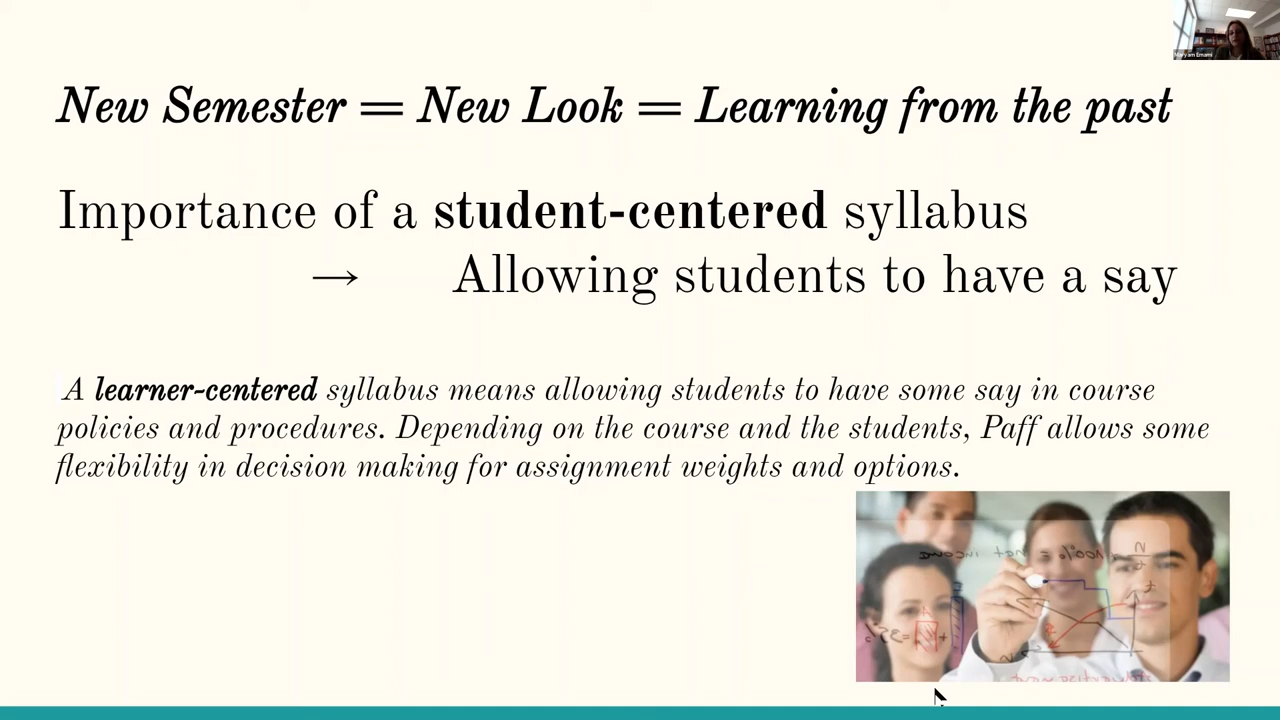 Maryam Emami
New Semester = New Look = Learning from the past
Importance of a student-centered syllabus
→ Allowing students to have a say
A learner-centered syllabus means allowing students to have some say in course
policies and procedures. Depending on the course and the students, Paff allows some
flexibility in decision making for assignment weights and options.